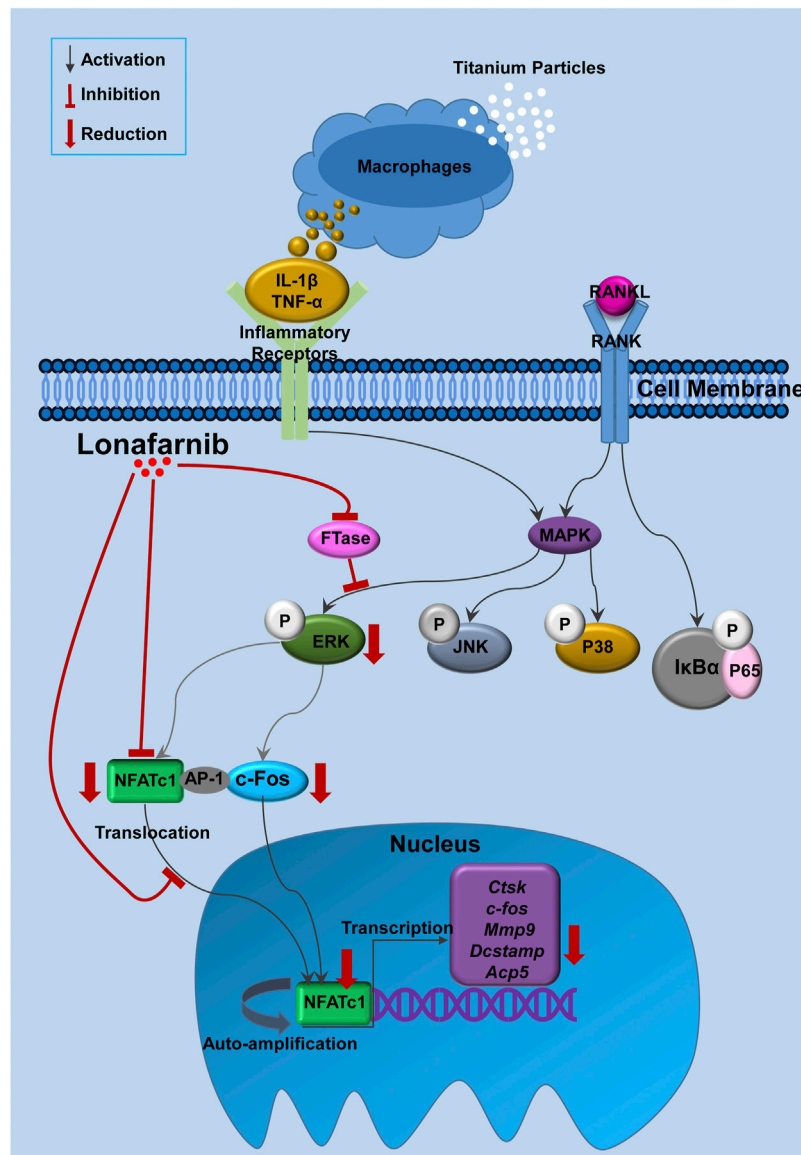 Activation
Inhibition
Reduction
Titanium Particles
Macrophages
IL-1β
TNF-α
Inflammatory
Receptors
RANKL
RANK
Cell Membrane
Lonafarnib
FTase
MAPK
P
ERK
P
JNK
P
P38
P
IκBα
P65
NFATc1
AP-1
c-Fos
Translocation
Nucleus
Ctsk
c-fos
Mmp9
Dcstamp
Acp5
Transcription
NFATc1
Auto-amplification